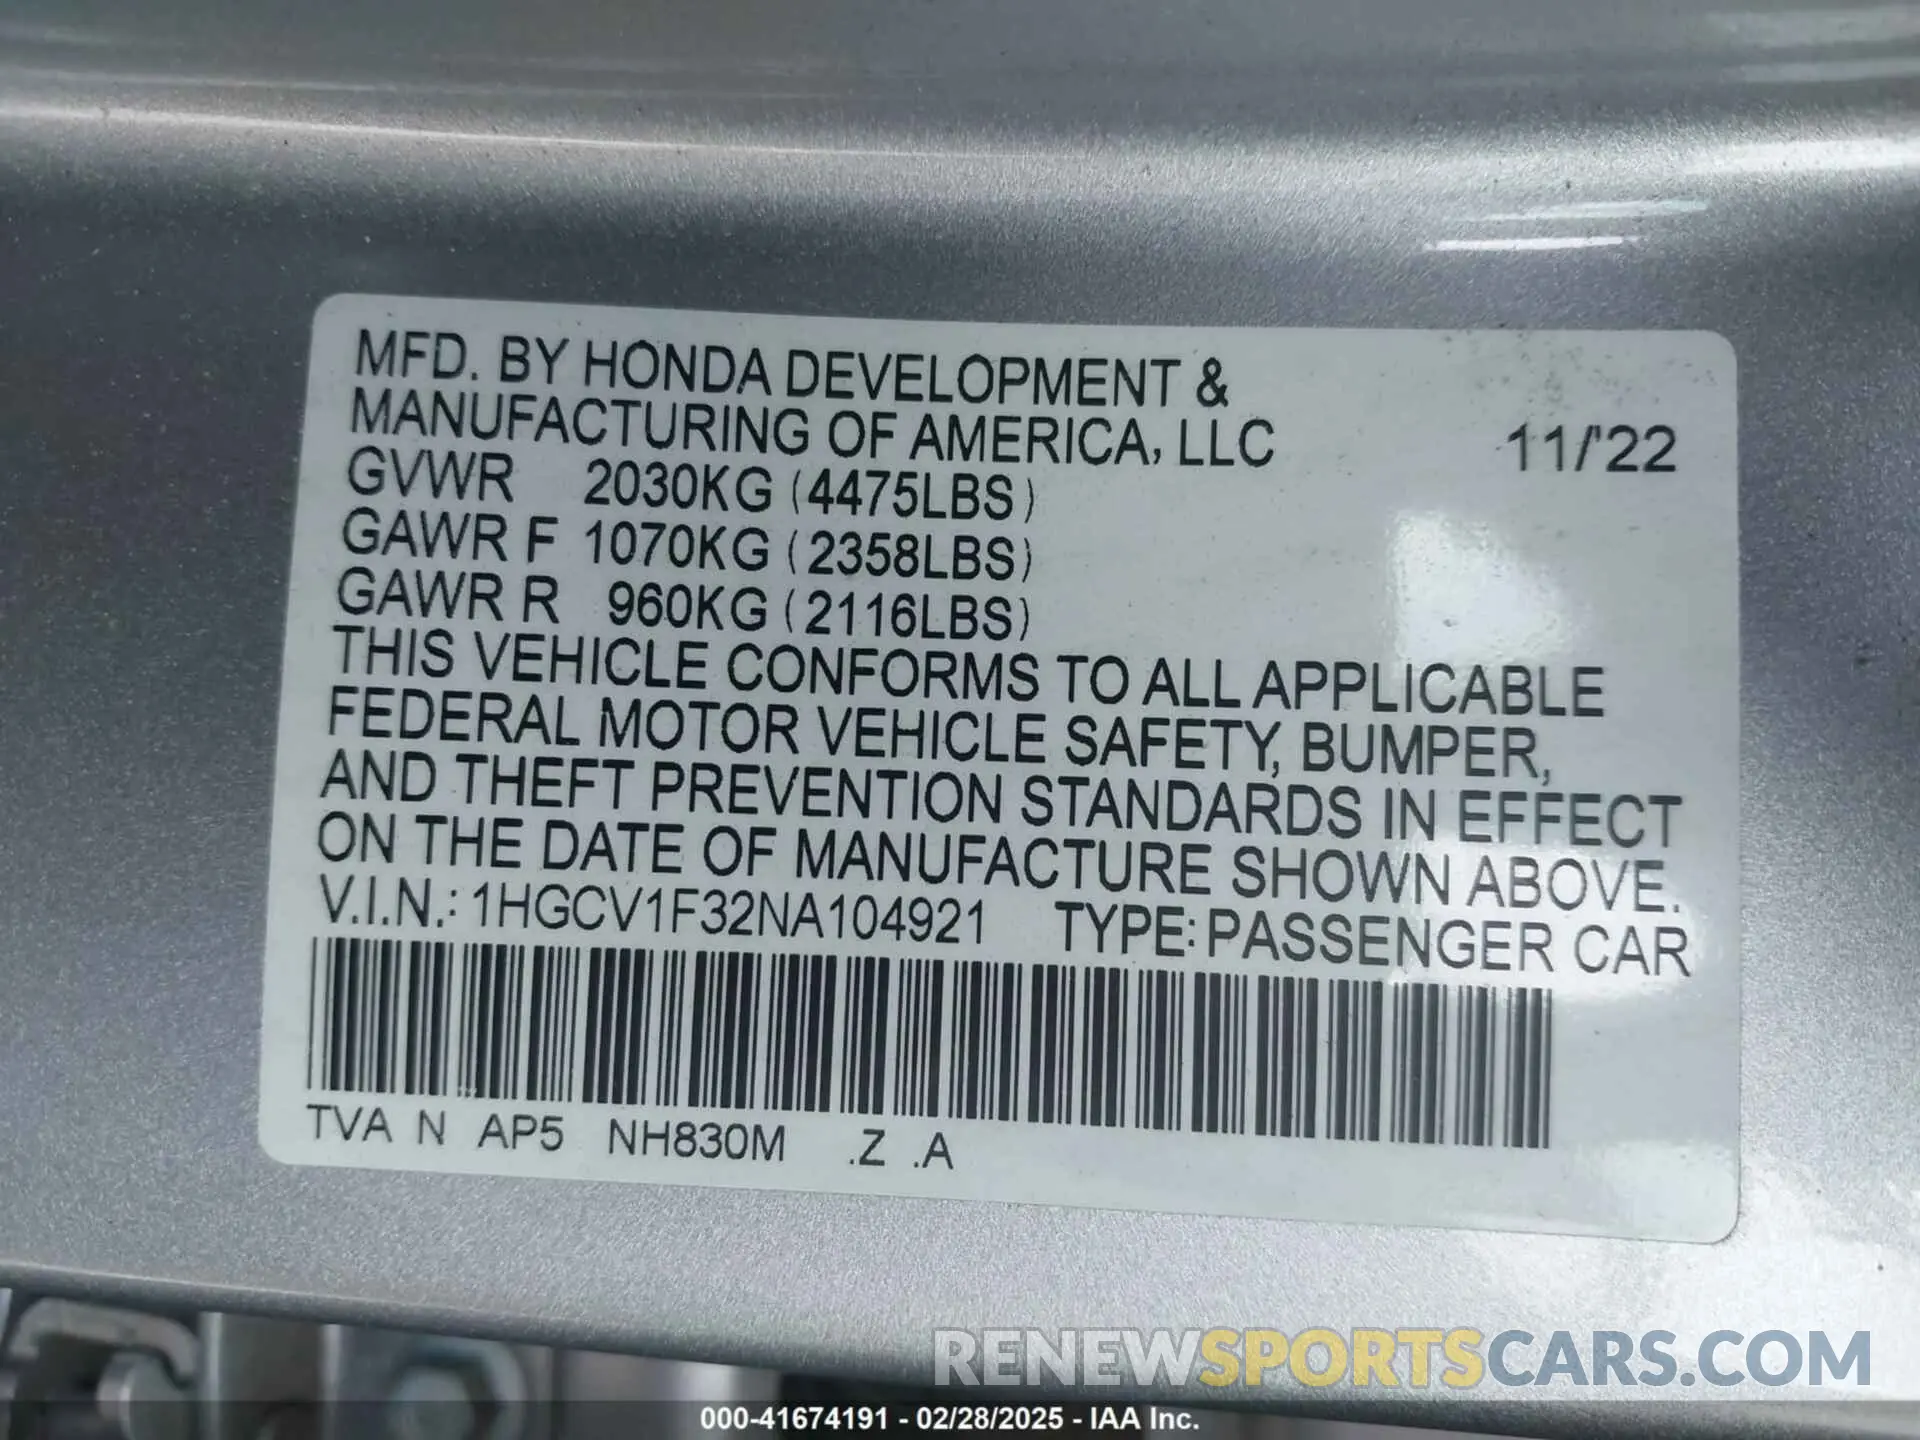 MFD. BY HONDA DEVELOPMENT &
MANUFACTURING OF AMERICA, LLC 11/'22
GVWR 2030KG (4475LBS)
GAWR F 1070KG (2358LBS)
GAWR R 960KG (2116LBS)
THIS VEHICLE CONFORMS TO ALL APPLICABLE
FEDERAL MOTOR VEHICLE SAFETY, BUMPER,
AND THEFT PREVENTION STANDARDS IN EFFECT
ON THE DATE OF MANUFACTURE SHOWN ABOVE.
V.I.N.: 1HGCV1F32NA104921 TYPE: PASSENGER CAR
TVA N AP5 NH830M .Z .A
RENEWSPORTSCARS.COM
000-41674191 - 02/28/2025 - IAA Inc.